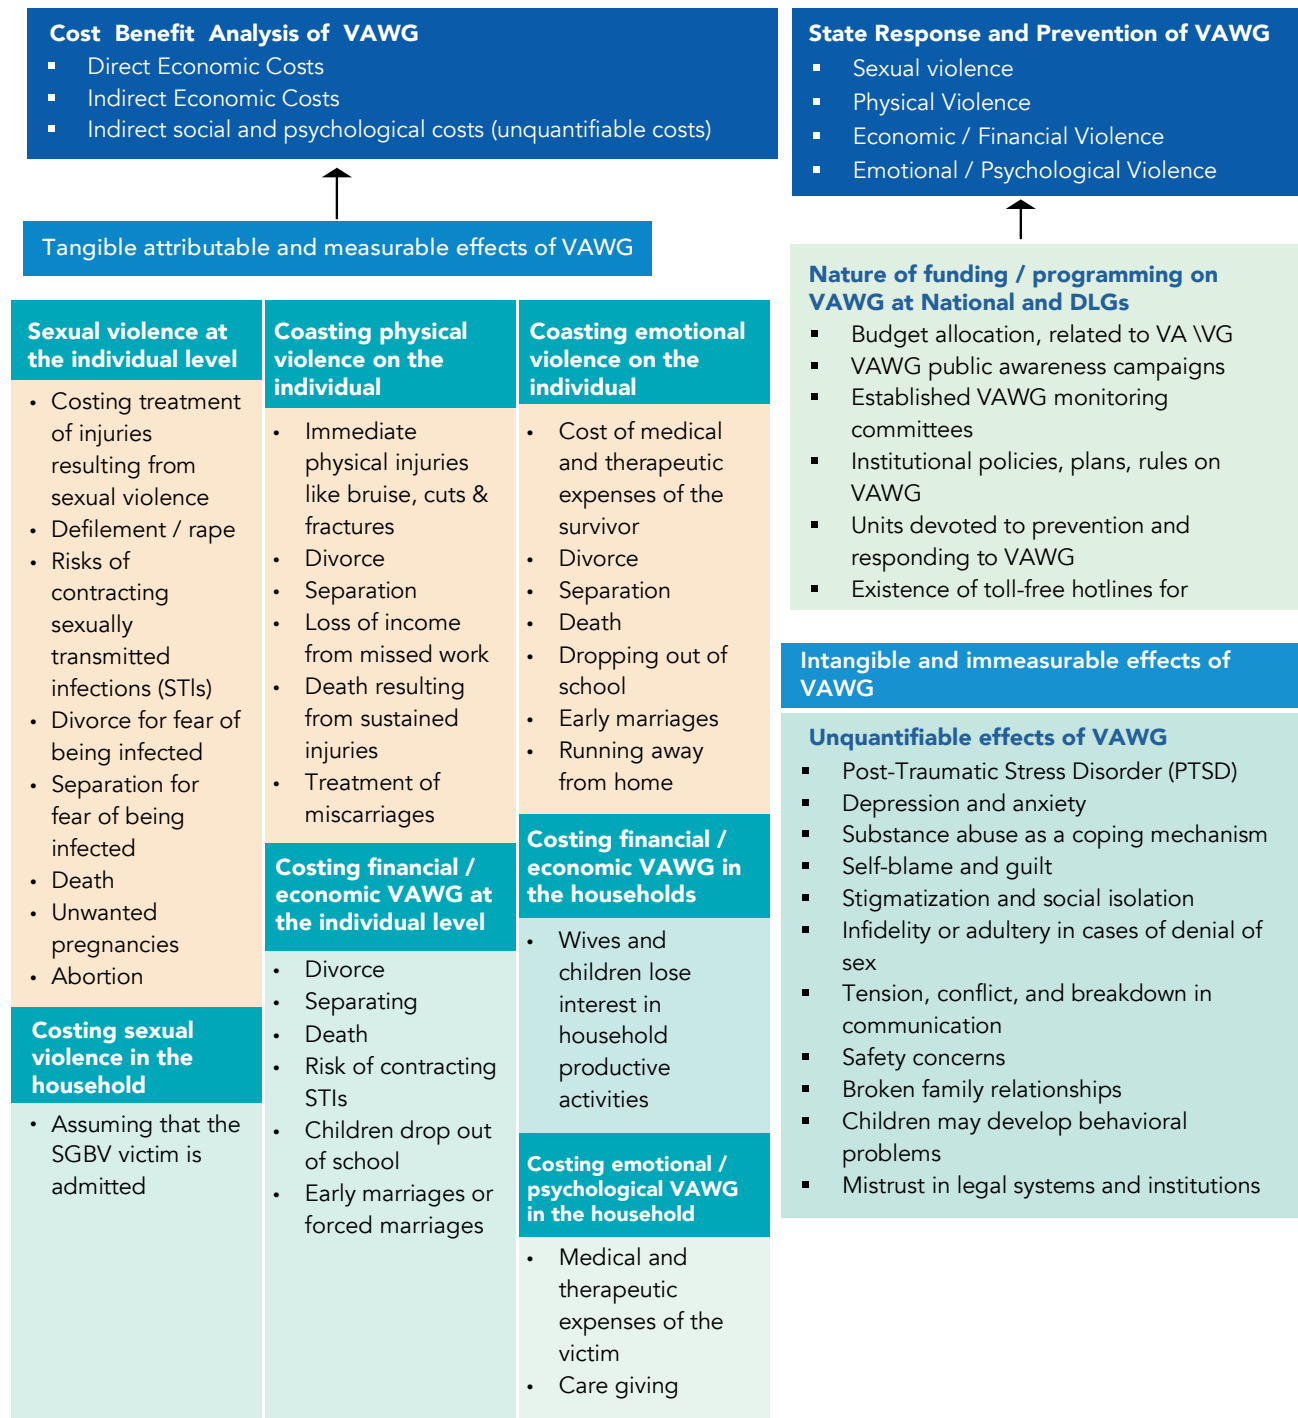 Cost Benefit Analysis of VAWG
▪ Direct Economic Costs
▪ Indirect Economic Costs
▪ Indirect social and psychological costs (unquantifiable costs)
State Response and Prevention of VAWG
▪ Sexual violence
▪ Physical Violence
▪ Economic / Financial Violence
▪ Emotional / Psychological Violence
Tangible attributable and measurable effects of VAWG
Sexual violence at
the individual level
• Costing treatment
of injuries
resulting from
sexual violence
• Defilement / rape
• Risks of
contracting
sexually
transmitted
infections (STls)
• Divorce for fear of
being infected
• Separation for
fear of being
infected
• Death
• Unwanted
pregnancies
• Abortion
Costing sexual
violence in the
household
• Assuming that the
SGBV victim is
admitted
Coasting physical
violence on the
individual
• Immediate
physical injuries
like bruise, cuts &
fractures
• Divorce
• Separation
• Loss of income
from missed work
• Death resulting
from sustained
injuries
• Treatment of
miscarriages
Costing financial /
economic VAWG at
the individual level
• Divorce
• Separating
• Death
• Risk of contracting
STIs
• Children drop out
of school
• Early marriages or
forced marriages
Coasting emotional
violence on the
individual
• Cost of medical
and therapeutic
expenses of the
survivor
• Divorce
• Separation
• Death
• Dropping out of
school
• Early marriages
• Running away
from home
Costing financial /
economic VAWG in
the households
• Wives and
children lose
interest in
household
productive
activities
Costing emotional /
psychological VAWG
in the household
• Medical and
therapeutic
expenses of the
victim
• Care giving
Nature of funding / programming on
VAWG at National and DLGs
▪ Budget allocation, related to VA \VG
▪ VAWG public awareness campaigns
▪ Established VAWG monitoring
committees
▪ Institutional policies, plans, rules on
VAWG
▪ Units devoted to prevention and
responding to VAWG
▪ Existence of toll-free hotlines for
Intangible and immeasurable effects of
VAWG
Unquantifiable effects of VAWG
▪ Post-Traumatic Stress Disorder (PTSD)
▪ Depression and anxiety
▪ Substance abuse as a coping mechanism
▪ Self-blame and guilt
▪ Stigmatization and social isolation
▪ Infidelity or adultery in cases of denial of
sex
▪ Tension, conflict, and breakdown in
communication
▪ Safety concerns
▪ Broken family relationships
▪ Children may develop behavioral
problems
▪ Mistrust in legal systems and institutions